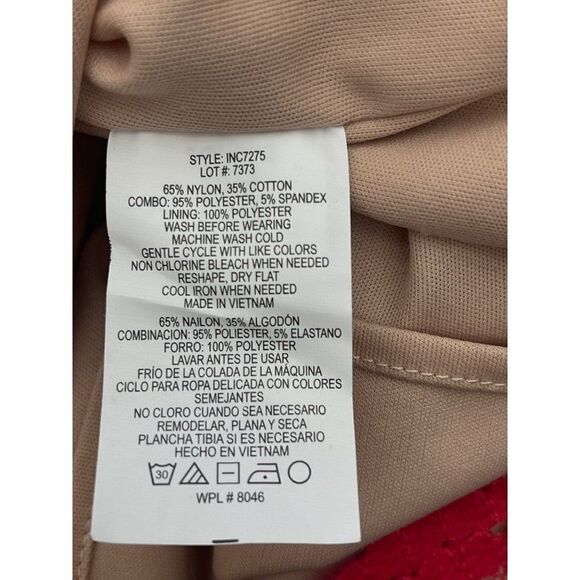 STYLE: INC7275
LOT #: 7373
65% NYLON, 35% COTTON
COMBO: 95% POLYESTER, 5% SPANDEX
LINING: 100% POLYESTER
WASH BEFORE WEARING
MACHINE WASH COLD
GENTLE CYCLE WITH LIKE COLORS
NON CHLORINE BLEACH WHEN NEEDED
RESHAPE, DRY FLAT
COOL IRON WHEN NEEDED
MADE IN VIETNAM
65% NAILON, 35% ALGODÓN
COMBINACION: 95% POLIESTER, 5% ELASTANO
FORRO: 100% POLYESTER
LAVAR ANTES DE USAR
FRÍO DE LA COLADA DE LA MÁQUINA
CICLO PARA ROPA DELICADA CON COLORES
SEMEJANTES
NO CLORO CUANDO SEA NECESARIO
REMODELAR, PLANA Y SECA
PLANCHA TIBIA SI ES NECESARIO
HECHO EN VIETNAM
30
WPL # 8046